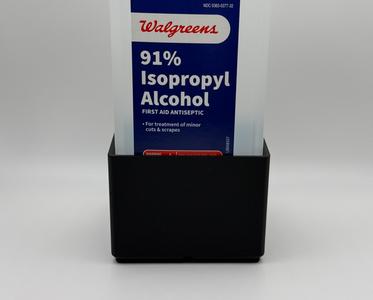 Walgreens
91%
Isopropyl
Alcohol
FIRST AID ANTISEPTIC
• For treatment of minor
cuts & scrapes